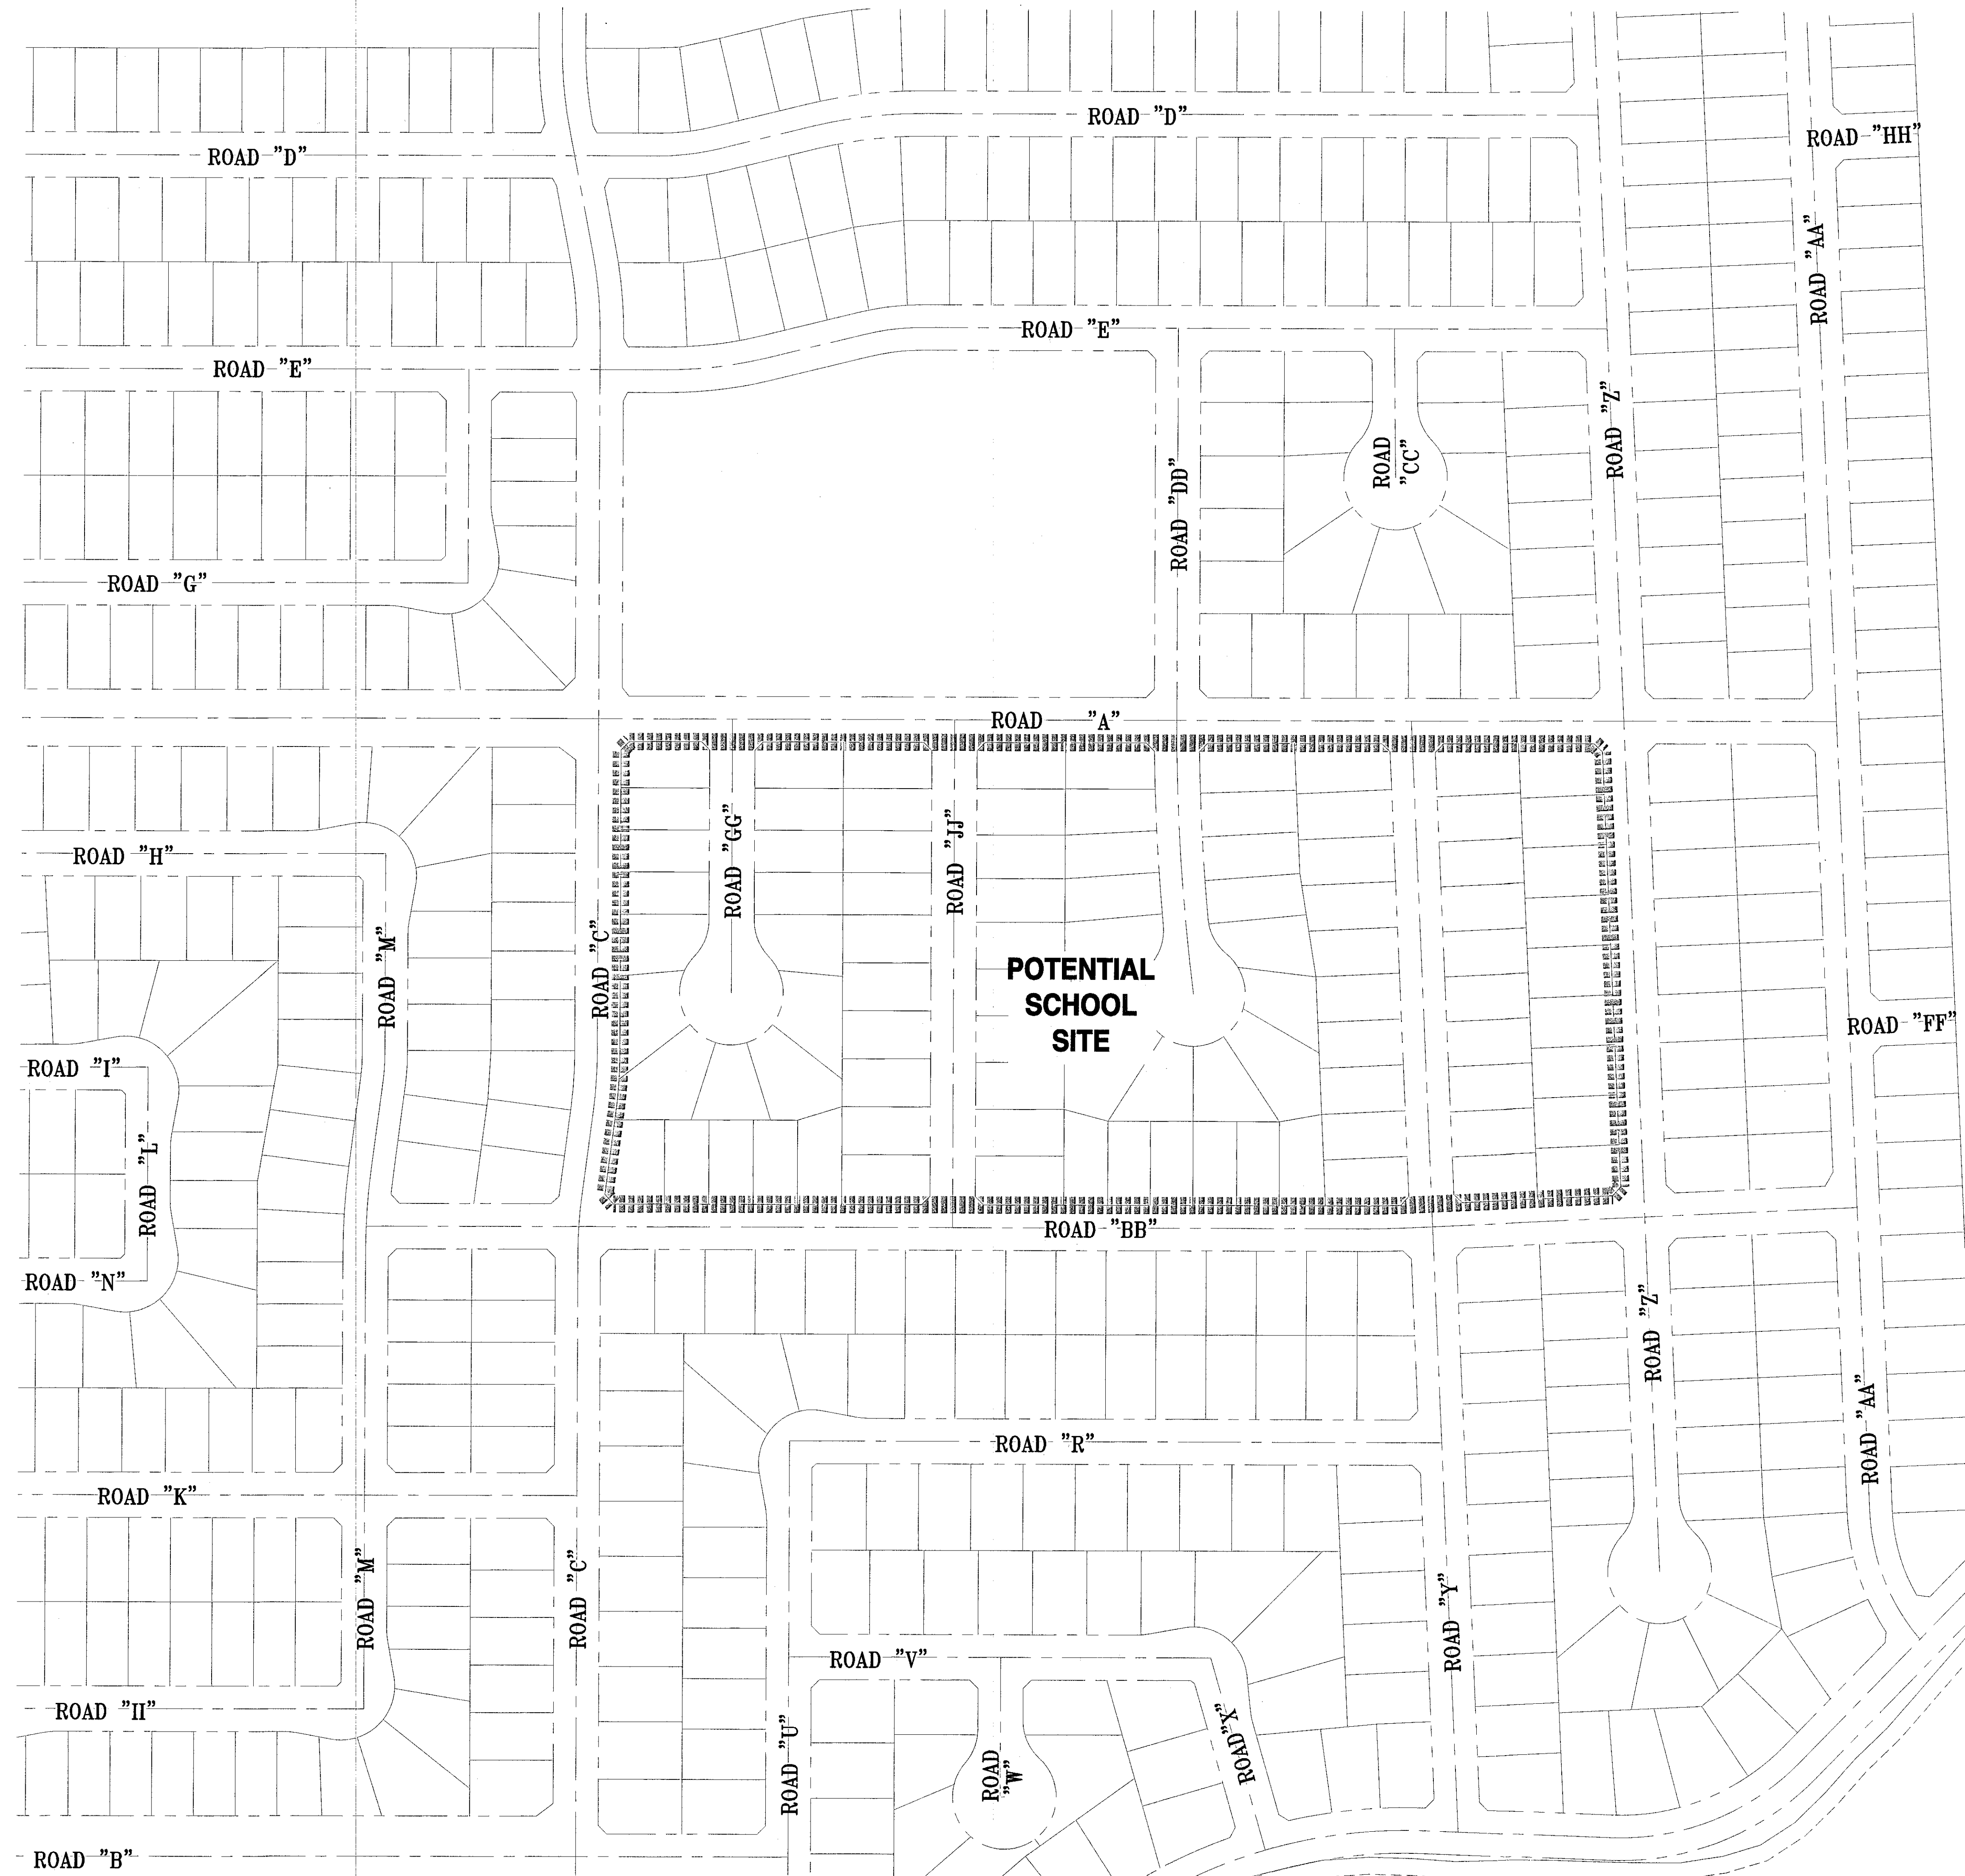 ROAD "D"
ROAD "D"
ROAD "HH"
ROAD "AA"
ROAD "E"
ROAD "E"
ROAD "Z"
ROAD
"CC"
ROAD "DD"
ROAD "G"
ROAD "A"
ROAD "GG"
ROAD "JJ"
ROAD "H"
ROAD "M"
ROAD "C"
POTENTIAL
SCHOOL
SITE
ROAD "FF"
ROAD "I"
ROAD "L"
ROAD "BB"
ROAD "N"
ROAD "Z"
ROAD "AA"
ROAD "R"
ROAD "K"
ROAD "M"
ROAD "C"
ROAD "Y"
ROAD "V"
ROAD "II"
ROAD "U"
ROAD "X"
ROAD
"W"
ROAD "B"